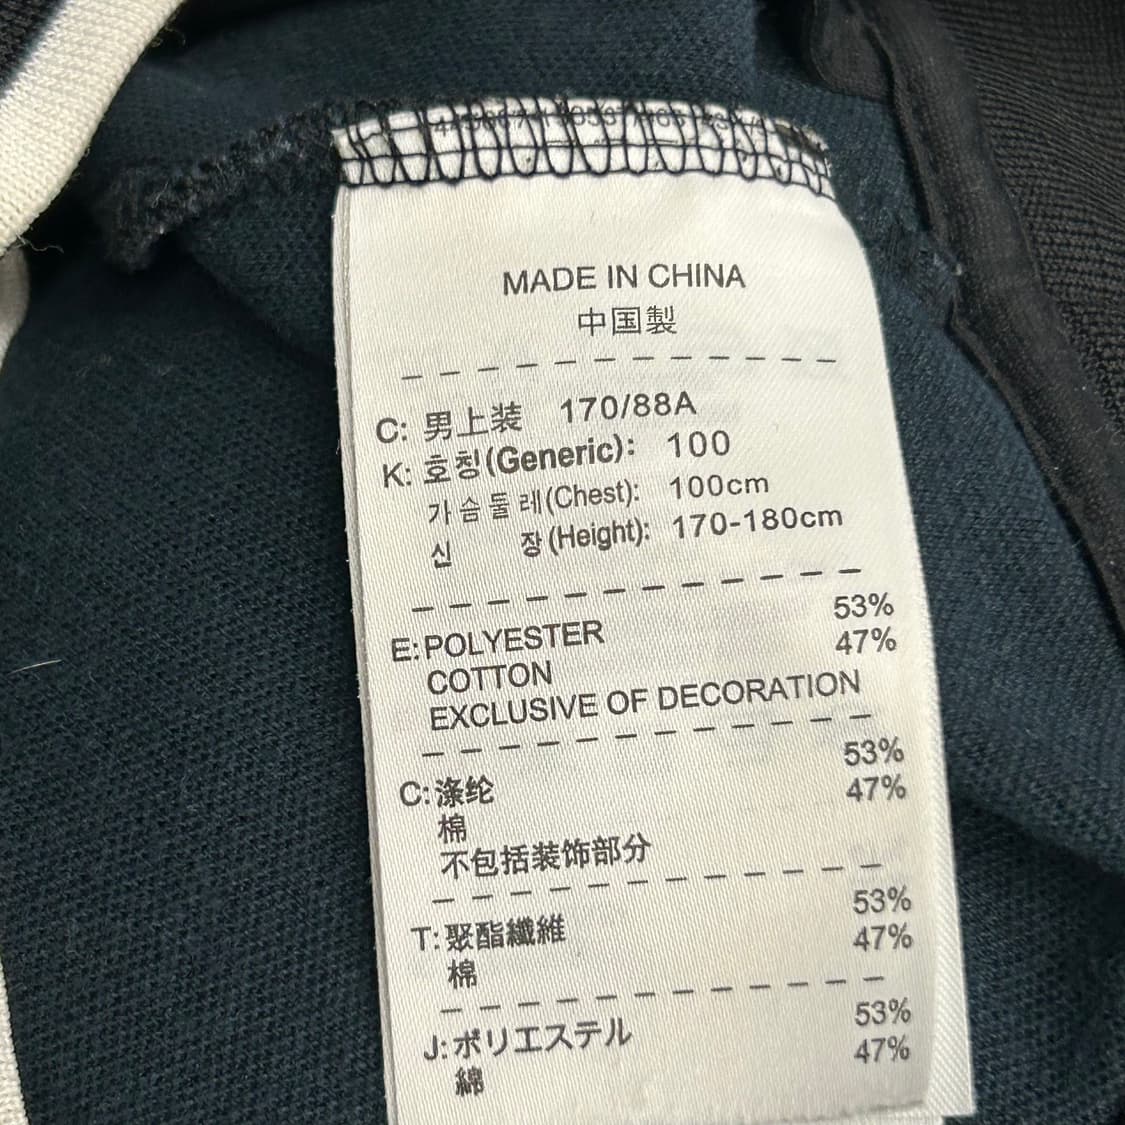 MADE IN CHINA
中国製
C: 男上装 170/88A
K: 호칭(Generic): 100
가슴둘레(Chest): 100cm
신 장(Height): 170-180cm
E:POLYESTER 53%
COTTON 47%
EXCLUSIVE OF DECORATION
C:涤纶 53%
棉 47%
不包括装饰部分
T:聚酯纖維 53%
棉 47%
J:ポリエステル 53%
綿 47%